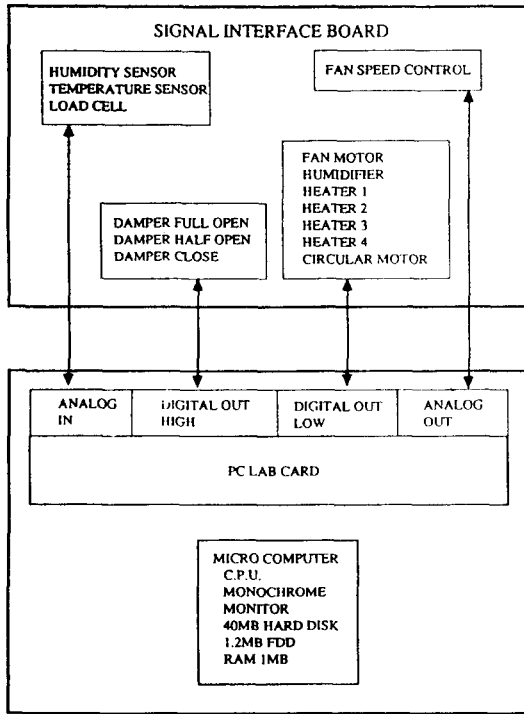 SIGNAL INTERFACE BOARD
HUMIDITY SENSOR
TEMPERATURE SENSOR
LOAD CELL
FAN SPEED CONTROL
FAN MOTOR
HUMIDIFIER
HEATER 1
HEATER 2
HEATER 3
HEATER 4
CIRCULAR MOTOR
DAMPER FULL OPEN
DAMPER HALF OPEN
DAMPER CLOSE
ANALOG
IN
DIGITAL OUT
HIGH
DIGITAL OUT
LOW
ANALOG
OUT
PC LAB CARD
MICRO COMPUTER
C.P.U.
MONOCHROME
MONITOR
40MB HARD DISK
1.2MB FDD
RAM 1MB